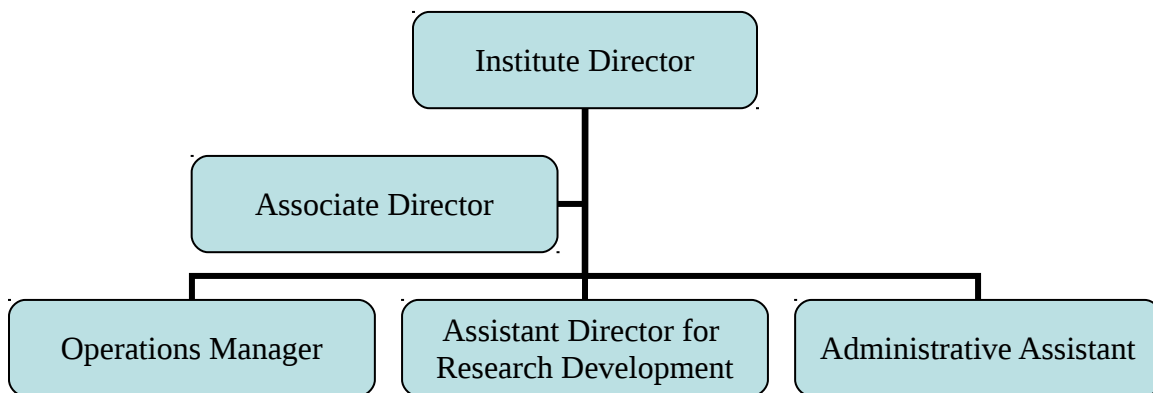 Institute Director
Associate Director
Operations Manager
Assistant Director for
Research Development
Administrative Assistant